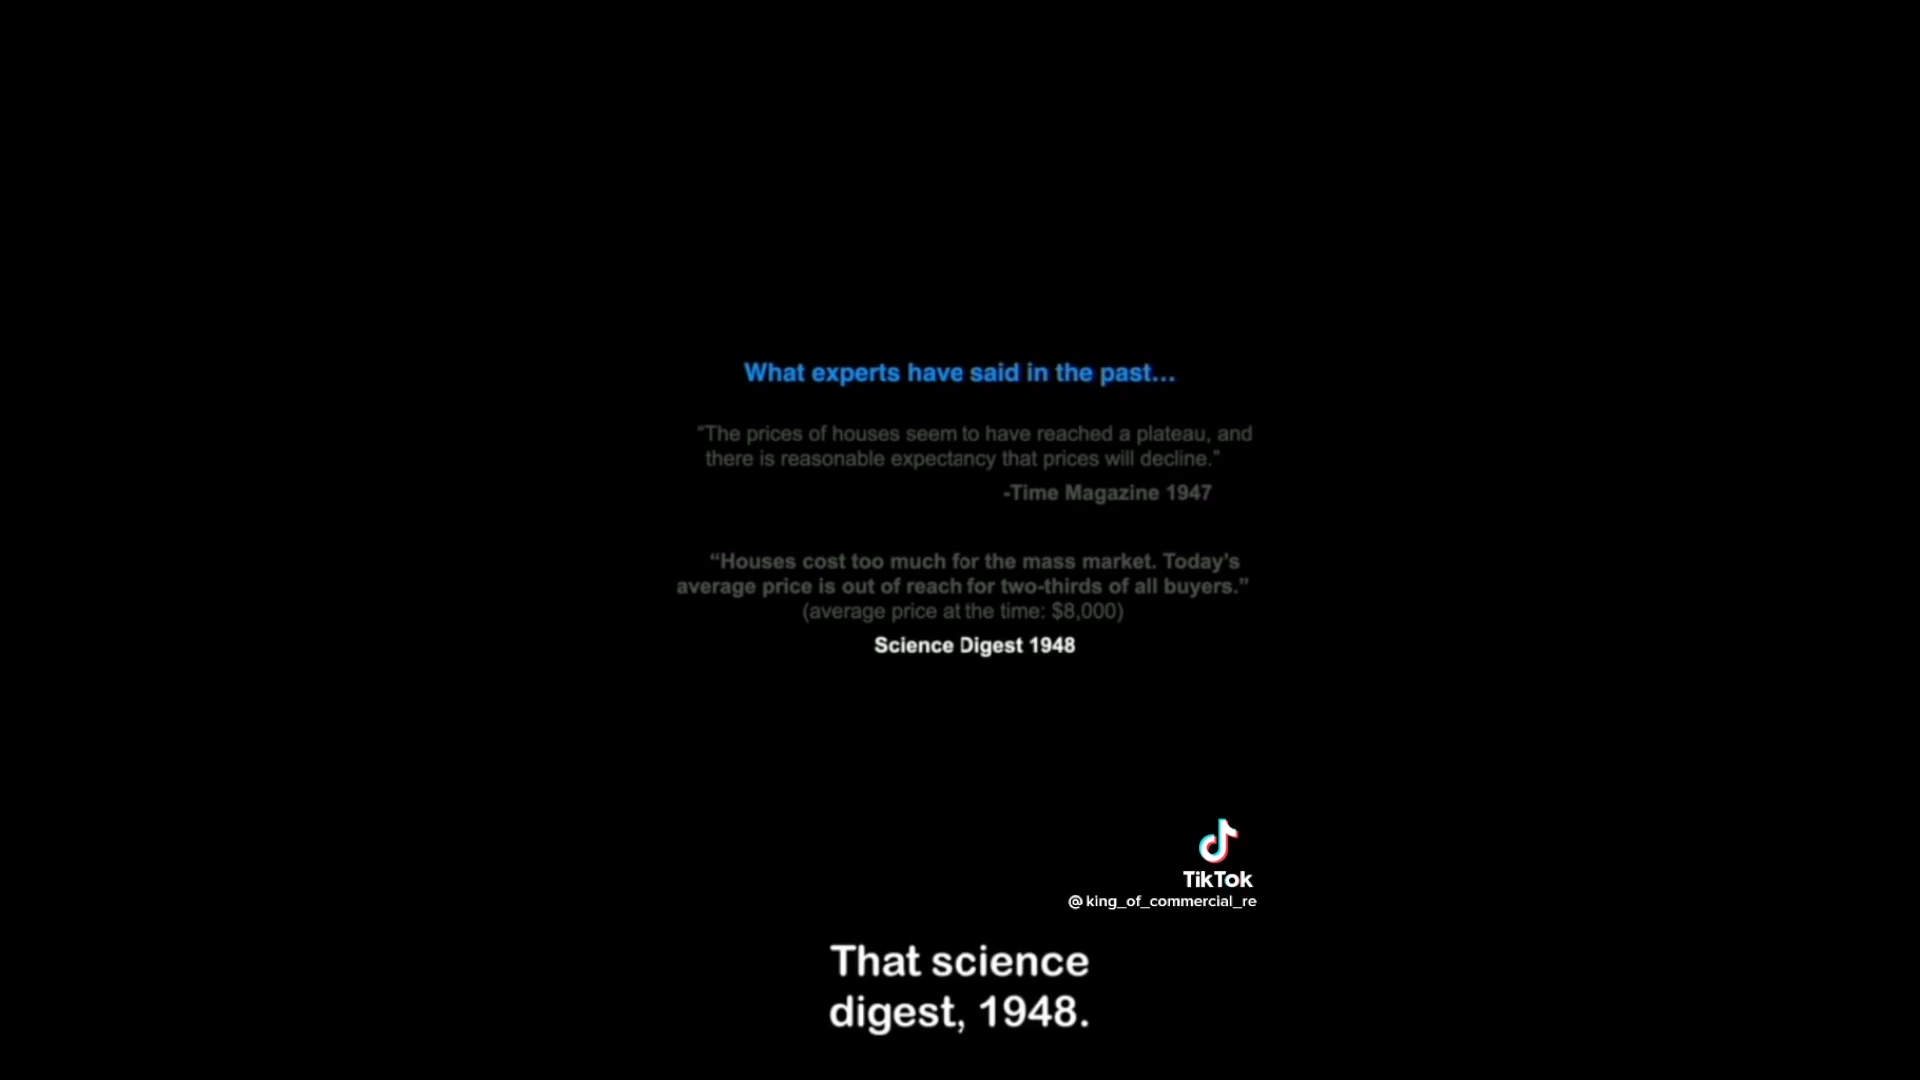 What experts have said in the past...
“The prices of houses seem to have reached a plateau, and
there is reasonable expectancy that prices will decline.”
-Time Magazine 1947
“Houses cost too much for the mass market. Today's
average price is out of reach for two-thirds of all buyers.”
(average price at the time: $8,000)
Science Digest 1948
TikTok
@king_of_commercial_re
That science
digest, 1948.